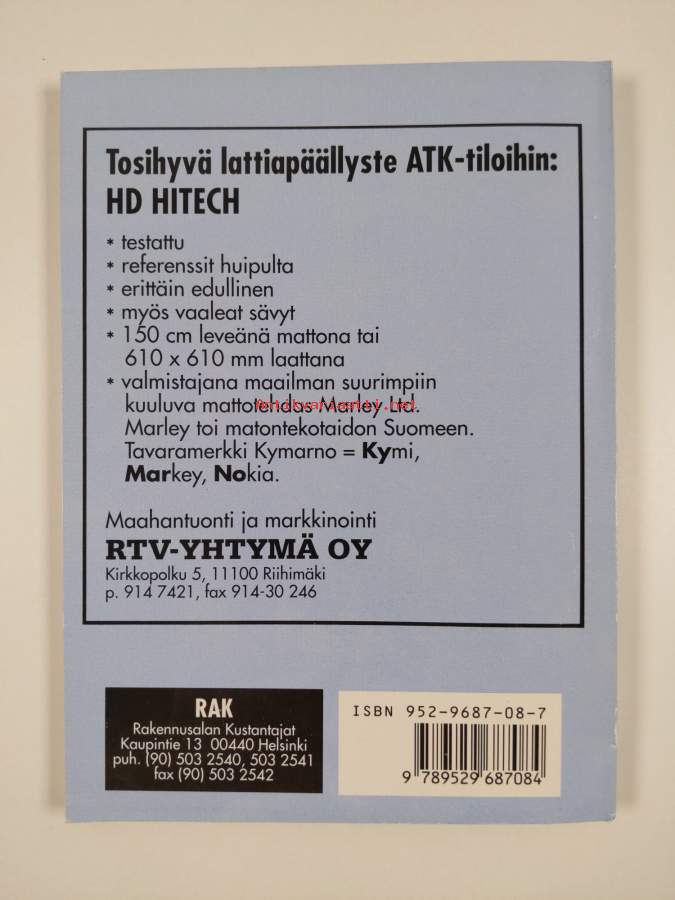 Tosihyvä lattiapäällyste ATK-tiloihin:
HD HITECH
* testattu
* referenssit huipulta
* erittäin edullinen
* myös vaaleat sävyt
* 150 cm leveänä mattona tai
610 x 610 mm laattana
* valmistajana maailman suurimpiin
kuuluva mattotehdas Marley Ltd.
Antikvariaatti.net
Marley toi matontekotaidon Suomeen.
Tavaramerkki Kymarno = Kymi,
Markey, Nokia.
Maahantuonti ja markkinointi
RTV-YHTYMÄ OY
Kirkkopolku 5, 11100 Riihimäki
p. 914 7421, fax 914-30 246
RAK
Rakennusalan Kustantajat
Kaupintie 13 00440 Helsinki
puh. (90) 503 2540, 503 2541
fax (90) 503 2542
ISBN 952-9687-08-7
9 789529 687084